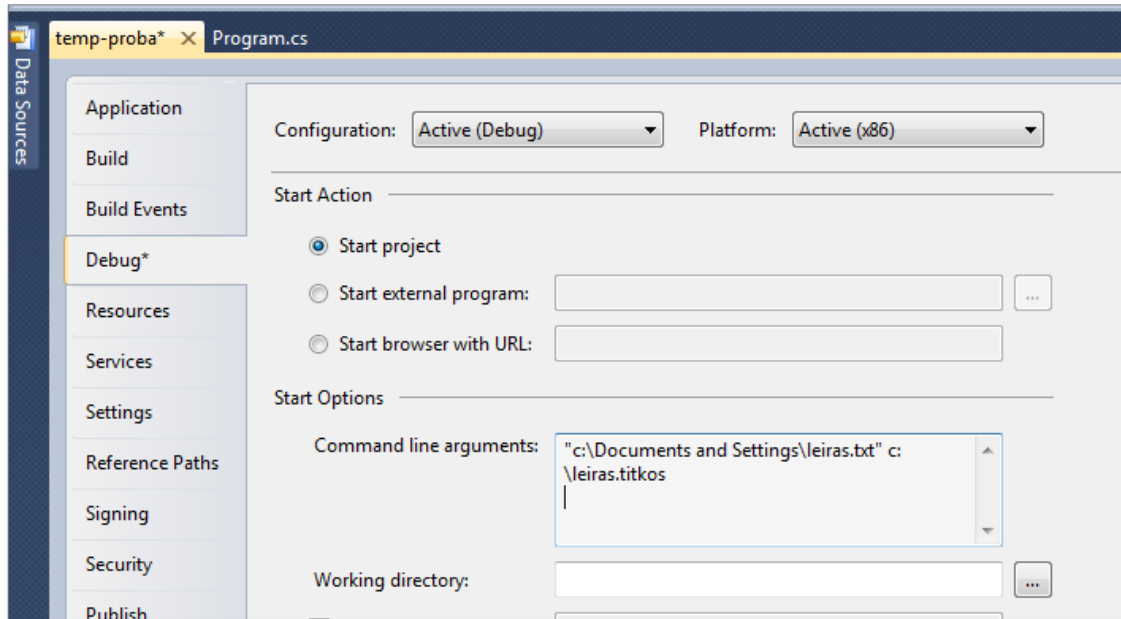 temp-proba* Program.cs
Data Sources
Application
Build
Build Events
Debug*
Resources
Services
Settings
Reference Paths
Signing
Security
Publish
Configuration: Active (Debug) Platform: Active (x86)
Start Action
Start project
Start external program: ...
Start browser with URL:
Start Options
Command line arguments: "c:\Documents and Settings\leiras.txt" c:
\leiras.titkos
Working directory: ...